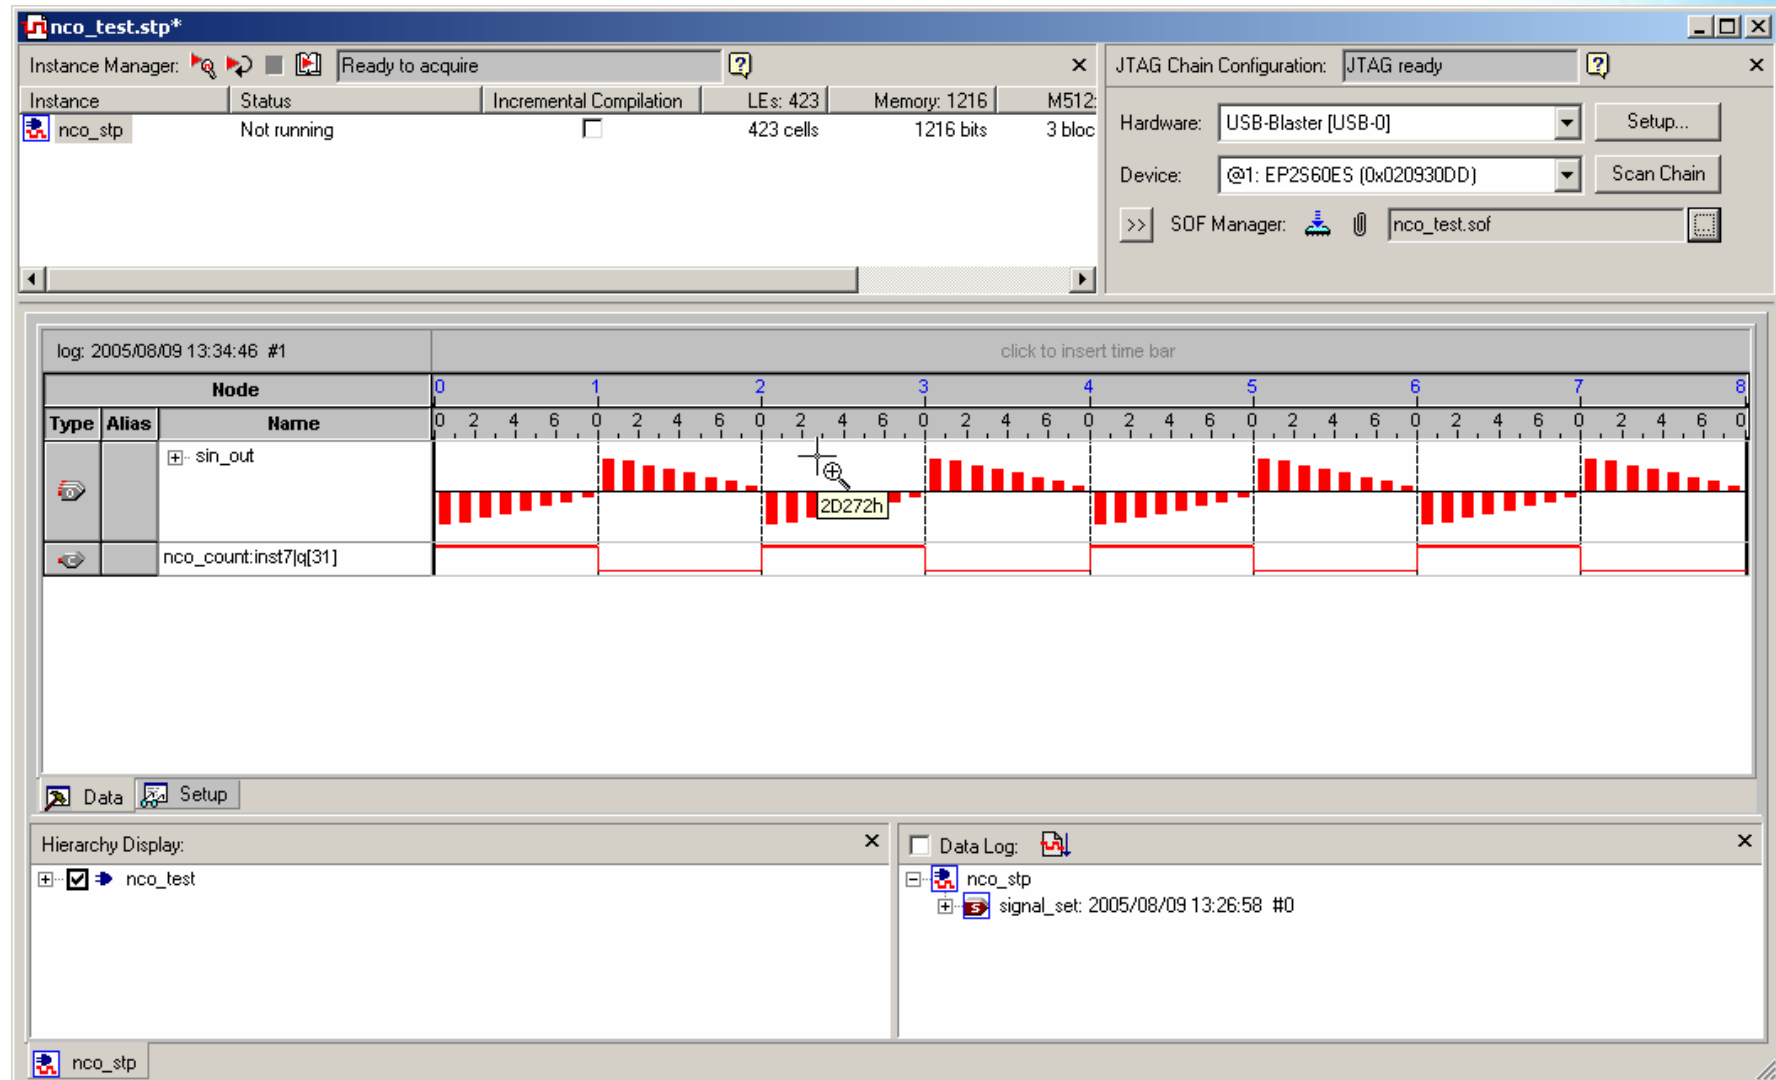 nco_test.stp*
Instance Manager: Ready to acquire
JTAG Chain Configuration: JTAG ready
Instance Status Incremental Compilation LEs: 423 Memory: 1216 M512:
nco_stp Not running 423 cells 1216 bits 3 bloc
Hardware: USB-Blaster [USB-0] Setup...
Device: @1: EP2S60ES (0x020930DD) Scan Chain
>> SOF Manager: nco_test.sof ...
log: 2005/08/09 13:34:46 #1 click to insert time bar
Node 0 1 2 3 4 5 6 7 8
Type Alias Name 0 2 4 6 0 2 4 6 0 2 4 6 0 2 4 6 0 2 4 6 0 2 4 6 0 2 4 6 0 2 4 6 0
sin_out
2D272h
nco_count:inst7|q[31]
Data Setup
Hierarchy Display:
nco_test
Data Log:
nco_stp
signal_set: 2005/08/09 13:26:58 #0
nco_stp